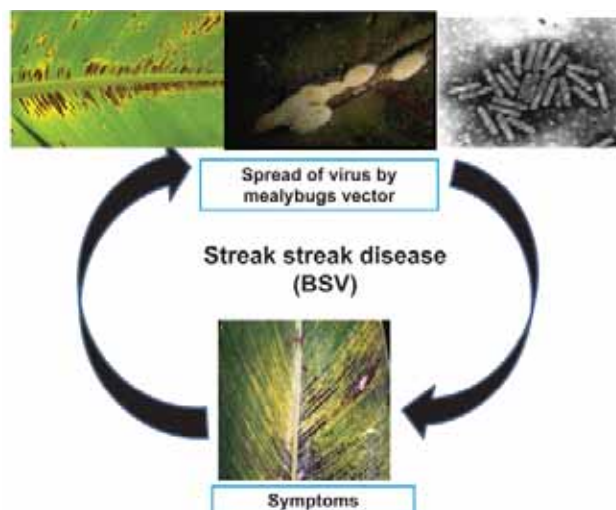 Spread of virus by
mealybugs vector
Streak streak disease
(BSV)
Symptoms